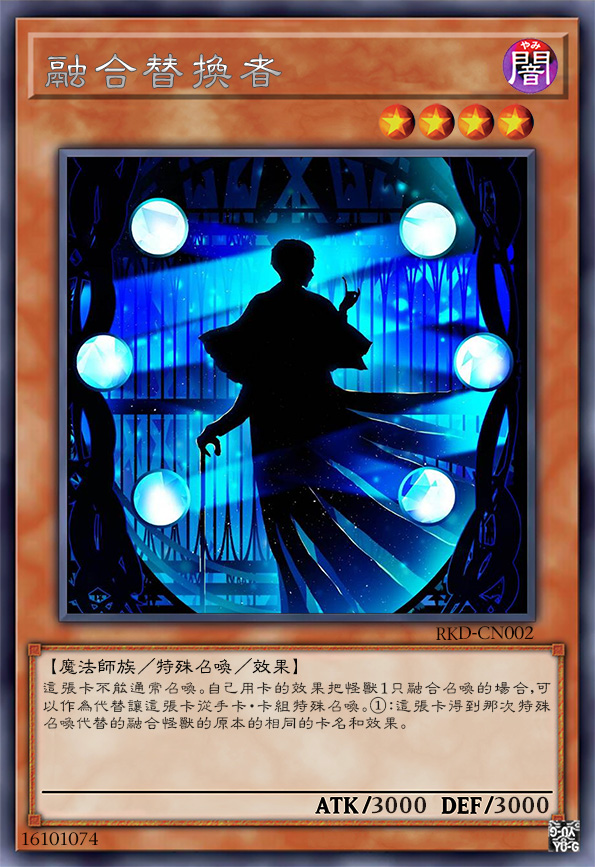 融合替換者
やみ
闇
RKD-CN002
【魔法師族／特殊召喚／效果】
這張卡不能通常召喚。自己用卡的效果把怪獸1只融合召喚的場合,可
以作為代替讓這張卡從手卡·卡組特殊召喚。①:這張卡得到那次特殊
召喚代替的融合怪獸的原本的相同的卡名和效果。
ATK/3000 DEF/3000
16101074